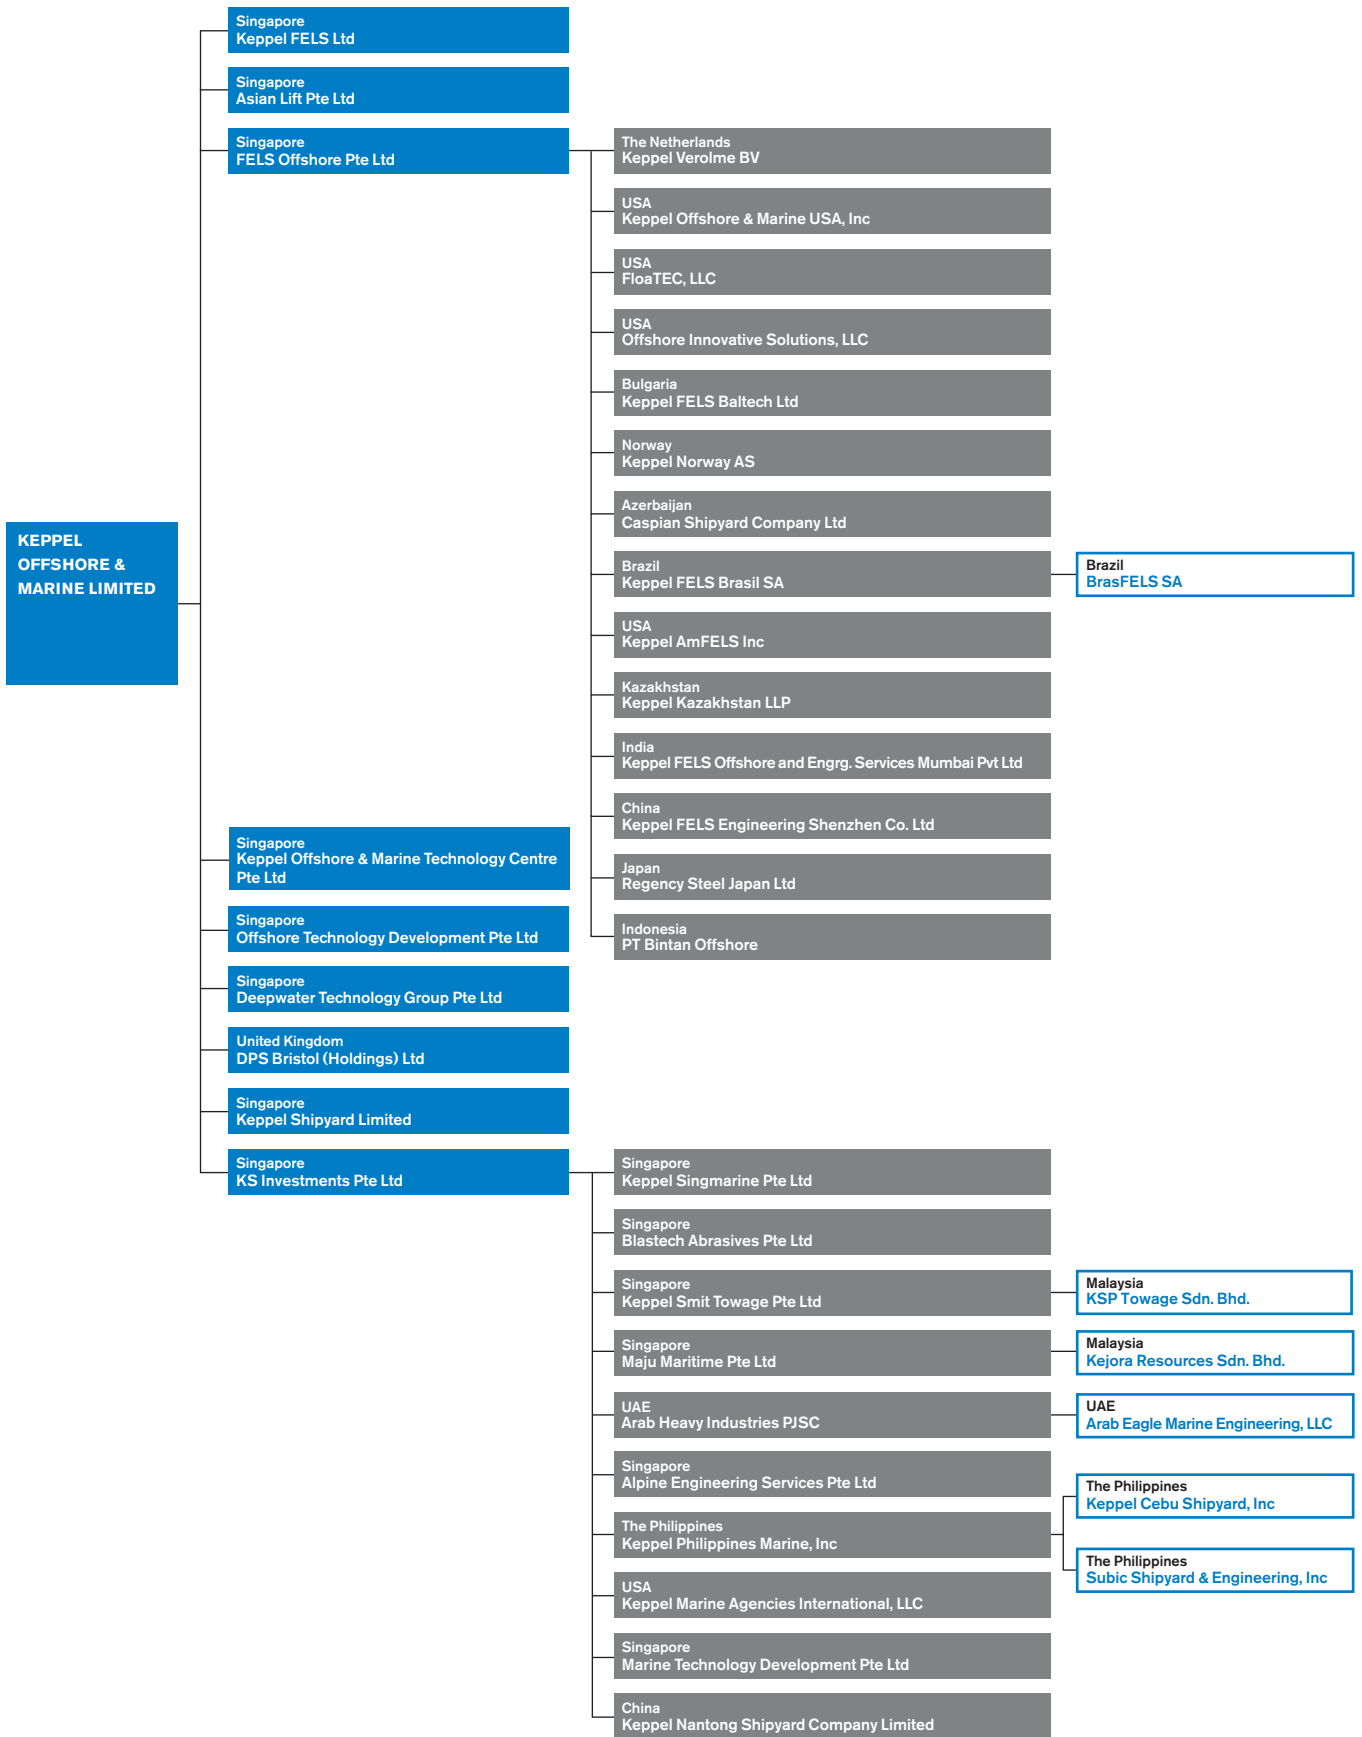 KEPPEL
OFFSHORE &
MARINE LIMITED
Singapore
Keppel FELS Ltd
Singapore
Asian Lift Pte Ltd
Singapore
FELS Offshore Pte Ltd
The Netherlands
Keppel Verolme BV
USA
Keppel Offshore & Marine USA, Inc
USA
FloaTEC, LLC
USA
Offshore Innovative Solutions, LLC
Bulgaria
Keppel FELS Baltech Ltd
Norway
Keppel Norway AS
Azerbaijan
Caspian Shipyard Company Ltd
Brazil
Keppel FELS Brasil SA
Brazil
BrasFELS SA
USA
Keppel AmFELS Inc
Kazakhstan
Keppel Kazakhstan LLP
India
Keppel FELS Offshore and Engrg. Services Mumbai Pvt Ltd
China
Keppel FELS Engineering Shenzhen Co. Ltd
Japan
Regency Steel Japan Ltd
Indonesia
PT Bintan Offshore
Singapore
Keppel Offshore & Marine Technology Centre
Pte Ltd
Singapore
Offshore Technology Development Pte Ltd
Singapore
Deepwater Technology Group Pte Ltd
United Kingdom
DPS Bristol (Holdings) Ltd
Singapore
Keppel Shipyard Limited
Singapore
KS Investments Pte Ltd
Singapore
Keppel Singmarine Pte Ltd
Singapore
Blastech Abrasives Pte Ltd
Singapore
Keppel Smit Towage Pte Ltd
Malaysia
KSP Towage Sdn. Bhd.
Singapore
Maju Maritime Pte Ltd
Malaysia
Kejora Resources Sdn. Bhd.
UAE
Arab Heavy Industries PJSC
UAE
Arab Eagle Marine Engineering, LLC
Singapore
Alpine Engineering Services Pte Ltd
The Philippines
Keppel Philippines Marine, Inc
The Philippines
Keppel Cebu Shipyard, Inc
The Philippines
Subic Shipyard & Engineering, Inc
USA
Keppel Marine Agencies International, LLC
Singapore
Marine Technology Development Pte Ltd
China
Keppel Nantong Shipyard Company Limited